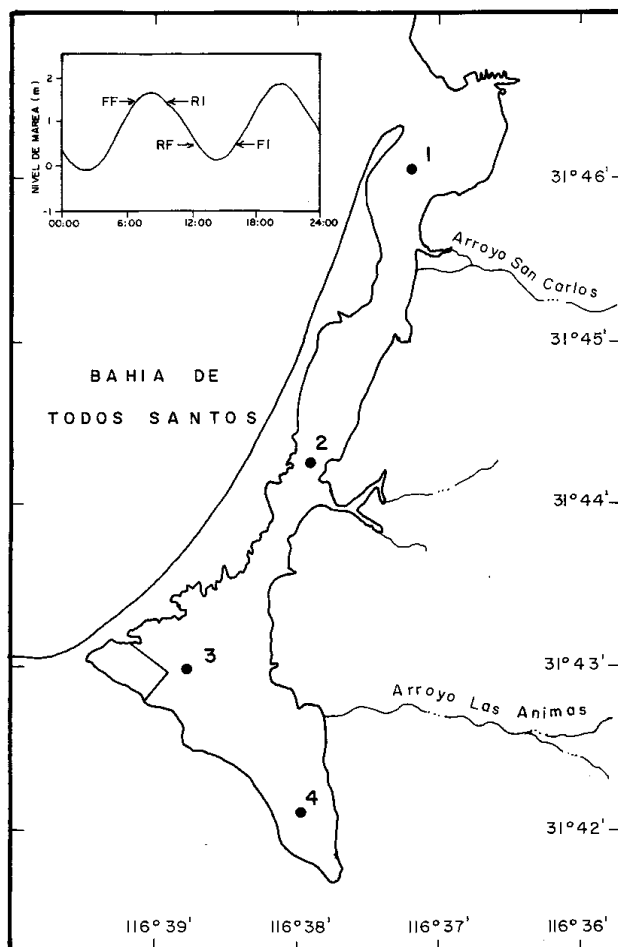 NIVEL DE MAREA (m)
2
1
0
-1
FF
RI
RF
FI
00:00
6:00
12:00
18:00
24:00
1
31°46'
Arroyo San Carlos
31°45'
BAHIA DE
TODOS SANTOS
2
31°44'
3
31°43'
Arroyo Las Animas
4
31°42'
116°39'
116°38'
116°37'
116°36'